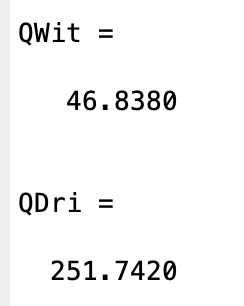 QWit =
46.8380
QDri =
251.7420